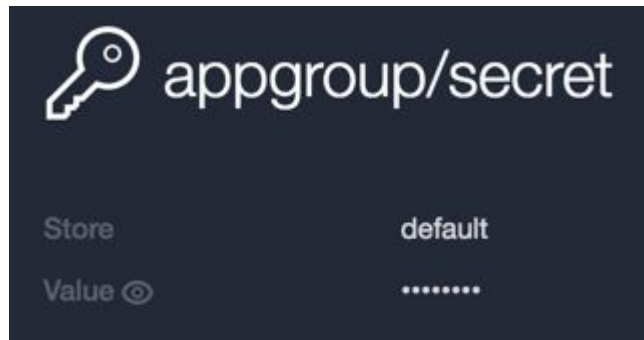 appgroup/secret
Store default
Value ••••••••